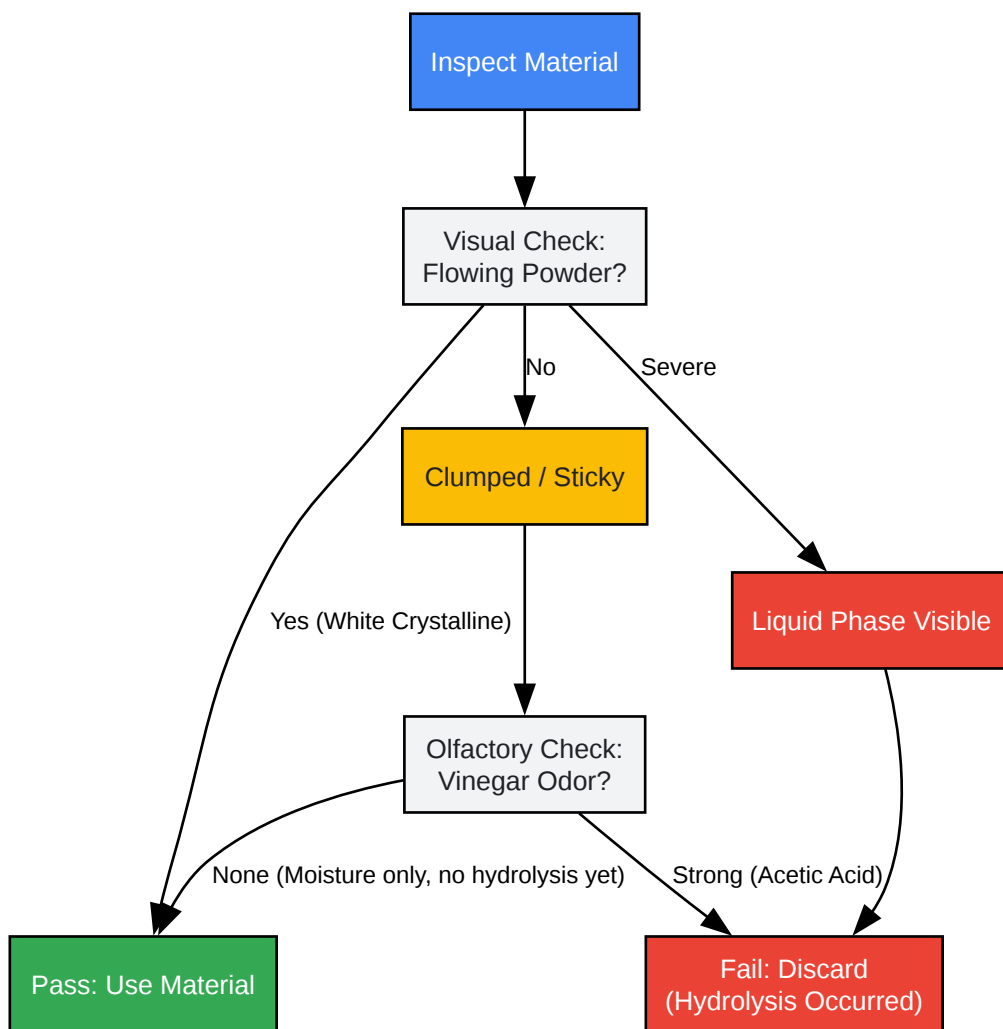 Inspect Material
Visual Check:
Flowing Powder?
No
Severe
Clumped / Sticky
Yes (White Crystalline)
Liquid Phase Visible
Olfactory Check:
Vinegar Odor?
None (Moisture only, no hydrolysis yet)
Strong (Acetic Acid)
Pass: Use Material
Fail: Discard
(Hydrolysis Occurred)